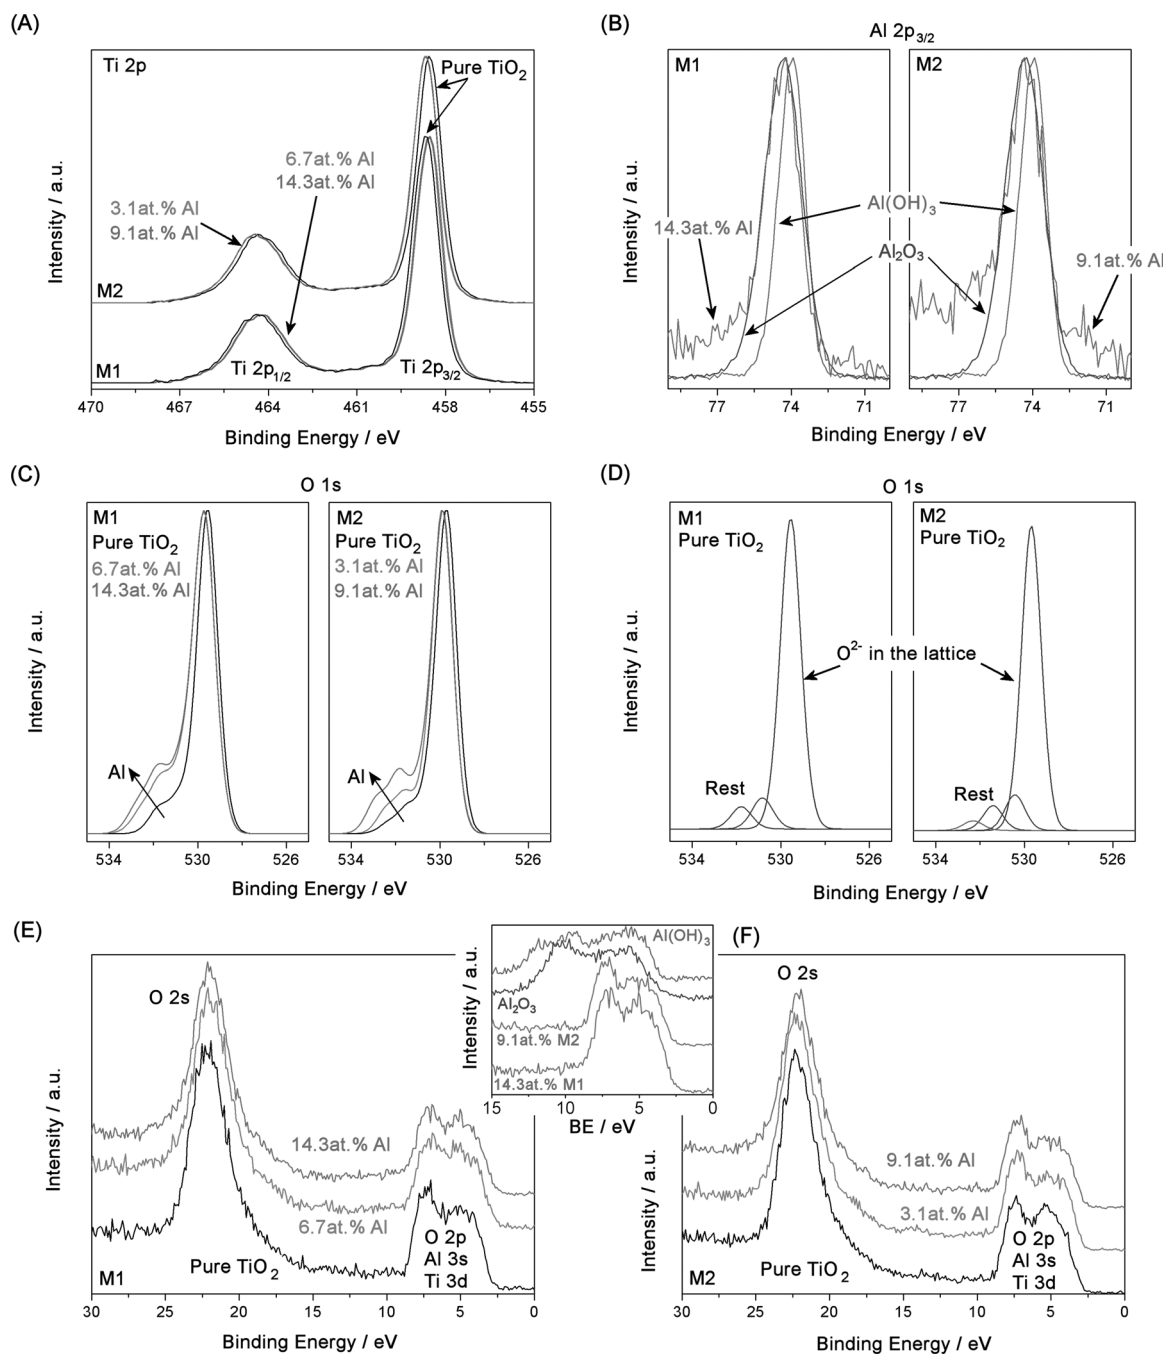 (A)
Ti 2p
Pure TiO2
6.7at.% Al
14.3at.% Al
3.1at.% Al
9.1at.% Al
M2
M1
Ti 2p1/2
Ti 2p3/2
470 467 464 461 458 455
Binding Energy / eV
Intensity / a.u.
(B)
Al 2p3/2
M1
M2
Al(OH)3
14.3at.% Al
Al2O3
9.1at.% Al
77 74 71
77 74 71
Binding Energy / eV
Intensity / a.u.
(C)
O 1s
M1
Pure TiO2
6.7at.% Al
14.3at.% Al
Al
M2
Pure TiO2
3.1at.% Al
9.1at.% Al
Al
534 530 526
534 530 526
Binding Energy / eV
Intensity / a.u.
(D)
O 1s
M1
Pure TiO2
M2
Pure TiO2
O2- in the lattice
Rest
Rest
534 530 526
534 530 526
Binding Energy / eV
Intensity / a.u.
(E)
O 2s
14.3at.% Al
6.7at.% Al
Pure TiO2
O 2p
Al 3s
Ti 3d
M1
30 25 20 15 10 5 0
Binding Energy / eV
Intensity / a.u.
Al(OH)3
Al2O3
9.1at.% M2
14.3at.% M1
15 10 5 0
BE / eV
Intensity / a.u.
(F)
O 2s
9.1at.% Al
3.1at.% Al
Pure TiO2
O 2p
Al 3s
Ti 3d
M2
30 25 20 15 10 5 0
Binding Energy / eV
Intensity / a.u.